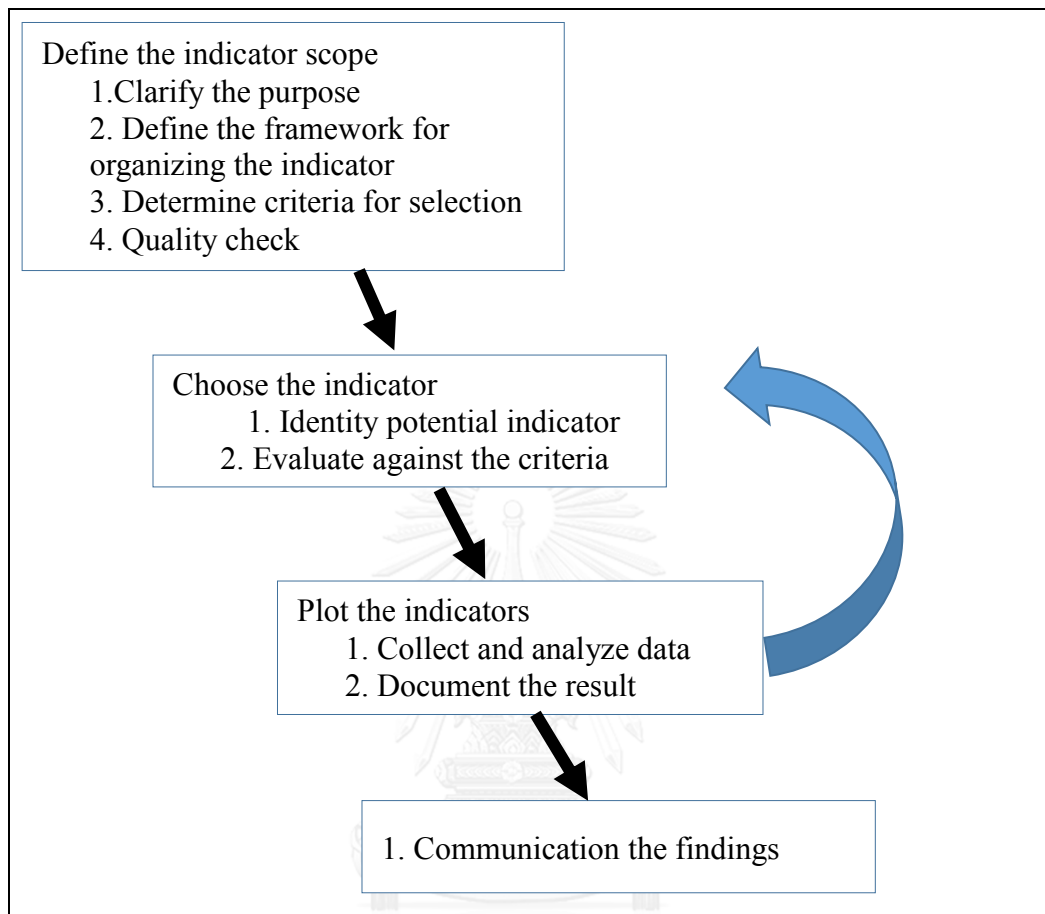 Define the indicator scope
1.Clarify the purpose
2. Define the framework for
organizing the indicator
3. Determine criteria for selection
4. Quality check
Choose the indicator
1. Identity potential indicator
2. Evaluate against the criteria
Plot the indicators
1. Collect and analyze data
2. Document the result
1. Communication the findings